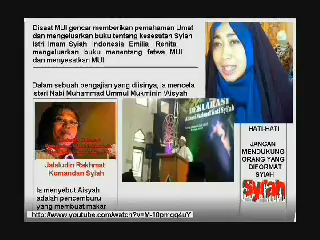 Disaat MUI gencar memberikan pemahaman Umat
dan mengeluarkan buku tentang kesesatan Syiah
Istri Imam Syiah Indonesia Emilia Renita
mengeluarkan buku menentang fatwa MUI
dan menyesatkan MUI
Dalam sebuah pengajian yang diisinya, ia mencela
isteri Nabi Muhammad Ummul Mukminin 'Aisyah
DEKLARASI
Jalaludin Rakhmat
Komandan Syiah
Ia menyebut Aisyah
adalah pencemburu
yang membuat makar
HATI-HATI
JANGAN
MENDUKUNG
ORANG YANG
DIFORMAT
SYIAH
Syiah